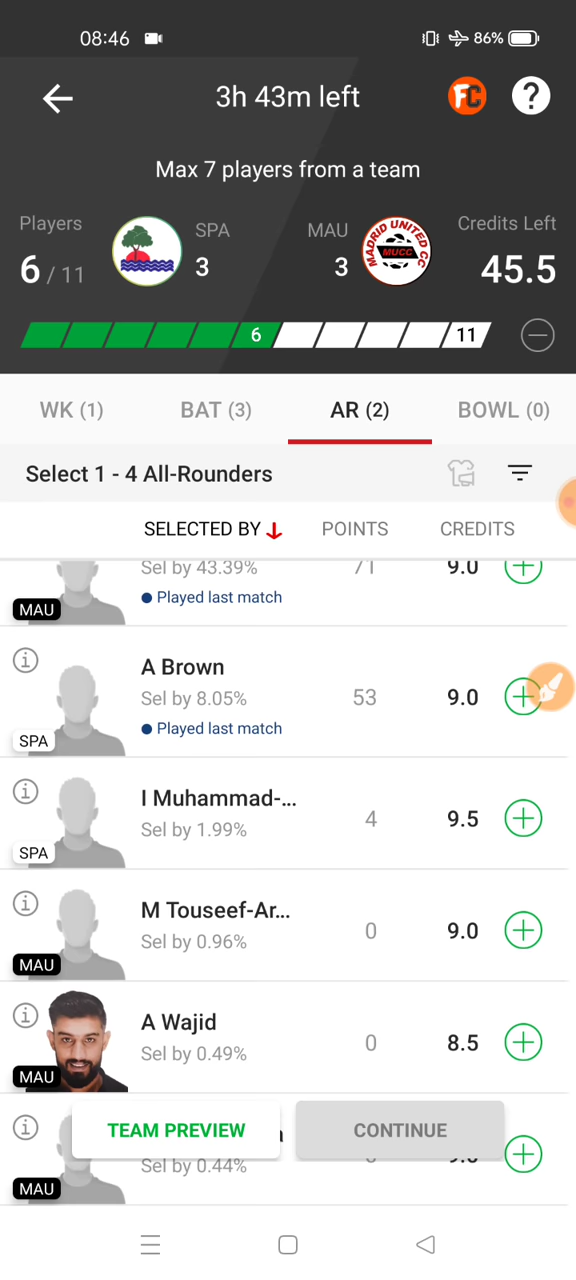 08:46 86%
3h 43m left FC ?
Max 7 players from a team
Players SPA MAU Credits Left
6 / 11 3 3 45.5
MADRID UNITED CC
MUCC
6 11
WK (1) BAT (3) AR (2) BOWL (0)
Select 1 - 4 All-Rounders
SELECTED BY POINTS CREDITS
Sel by 43.39% 71 9.0
MAU Played last match
A Brown
Sel by 8.05% 53 9.0
SPA Played last match
I Muhammad-...
Sel by 1.99% 4 9.5
SPA
M Touseef-Ar...
Sel by 0.96% 0 9.0
MAU
A Wajid
Sel by 0.49% 0 8.5
MAU
TEAM PREVIEW CONTINUE
Sel by 0.44%
MAU